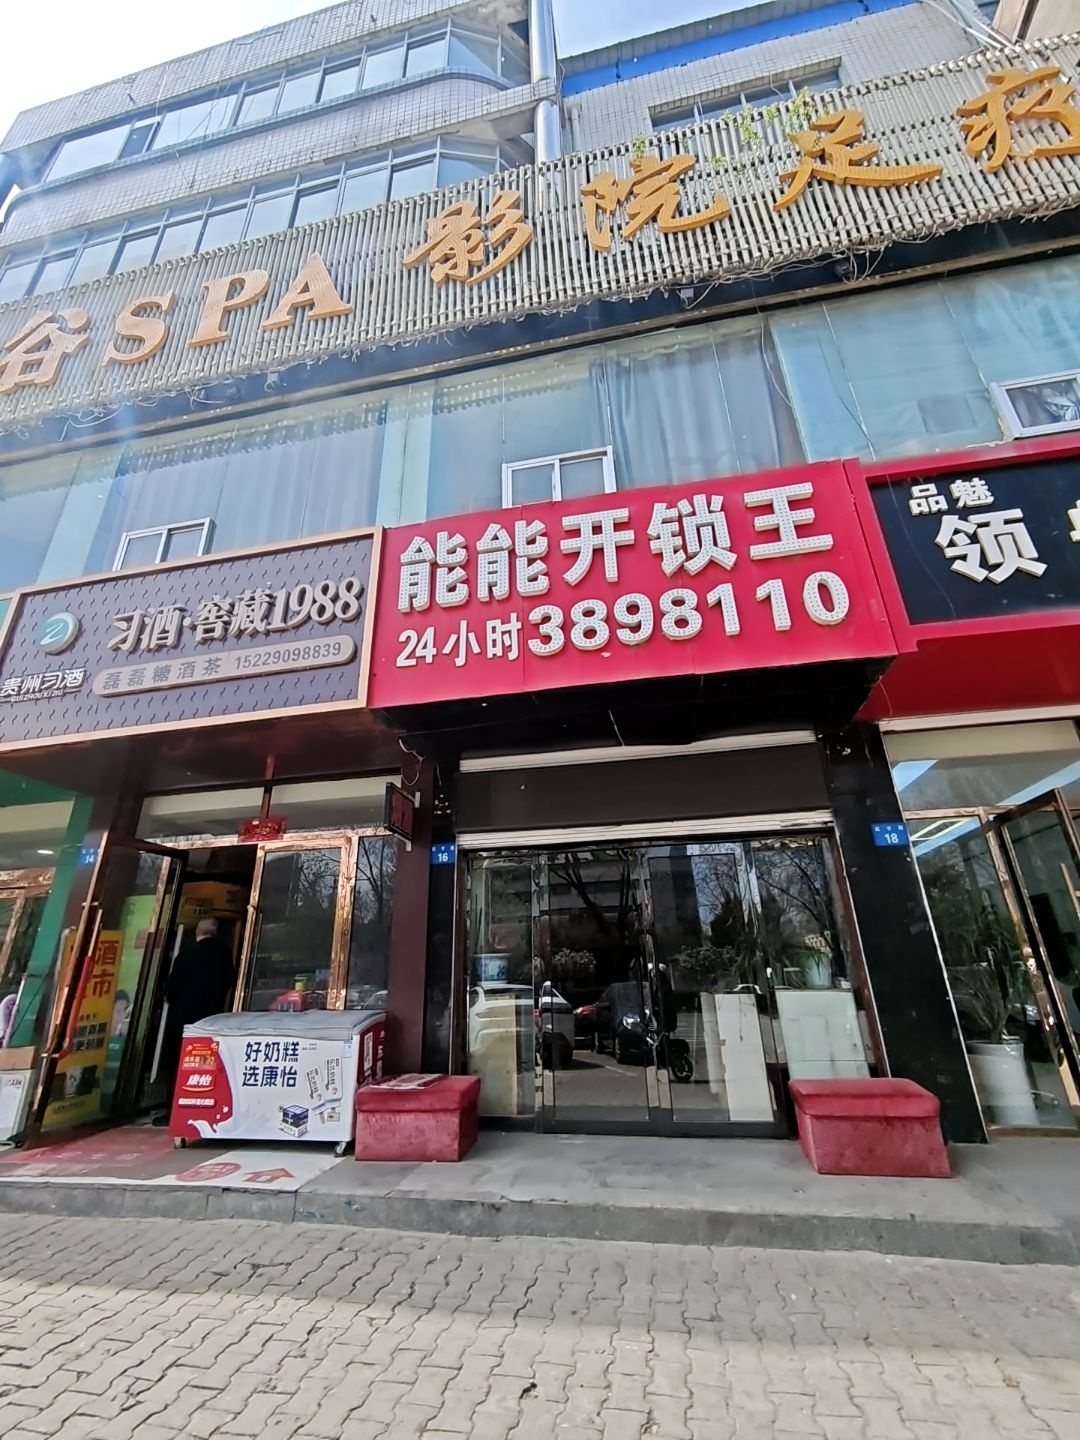 谷SPA 影院足疗
习酒·窖藏1988
贵州习酒
GUIZHOUXIJIU
磊磊糖酒茶 15229098839
能能开锁王
24小时3898110
品魅
领
14
16
18
好奶糕
选康怡
康怡
酒
市